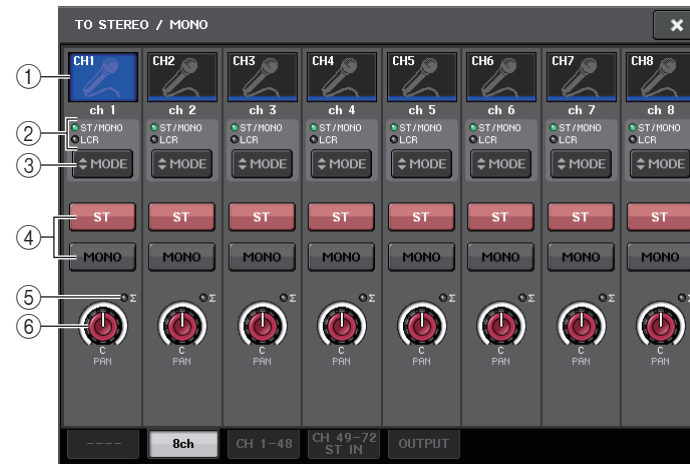 TO STEREO / MONO ×
CH1 CH2 CH3 CH4 CH5 CH6 CH7 CH8
① ch 1 ch 2 ch 3 ch 4 ch 5 ch 6 ch 7 ch 8
② ST/MONO ST/MONO ST/MONO ST/MONO ST/MONO ST/MONO ST/MONO ST/MONO
LCR LCR LCR LCR LCR LCR LCR LCR
③ MODE MODE MODE MODE MODE MODE MODE MODE
④ ST ST ST ST ST ST ST ST
MONO MONO MONO MONO MONO MONO MONO MONO
⑤ Σ Σ Σ Σ Σ Σ Σ Σ
⑥ C C C C C C C C
PAN PAN PAN PAN PAN PAN PAN PAN
---- 8ch CH 1-48 CH 49-72 OUTPUT
ST IN